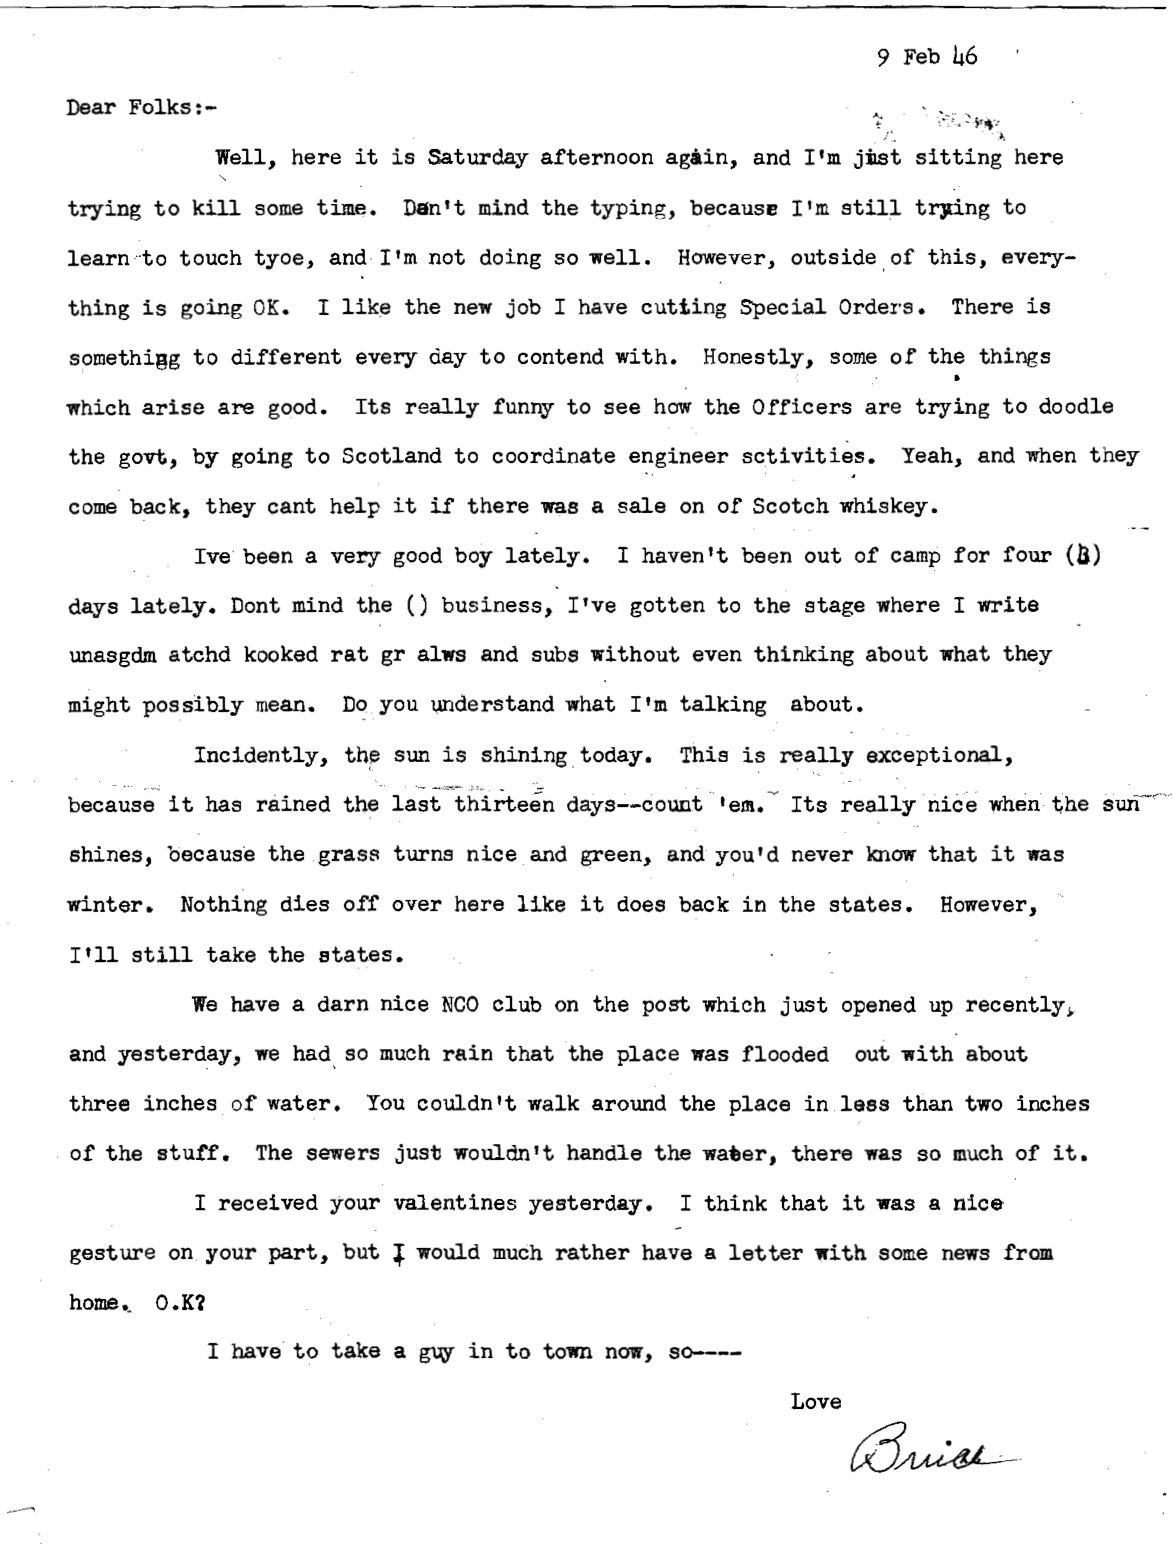 9 Feb 46
Dear Folks:-
Well, here it is Saturday afternoon again, and I'm just sitting here
trying to kill some time. Don't mind the typing, because I'm still trying to
learn to touch tyoe, and I'm not doing so well. However, outside of this, every-
thing is going OK. I like the new job I have cutting Special Orders. There is
somethigg to different every day to contend with. Honestly, some of the things
which arise are good. Its really funny to see how the Officers are trying to doodle
the govt, by going to Scotland to coordinate engineer sctivities. Yeah, and when they
come back, they cant help it if there was a sale on of Scotch whiskey.
Ive been a very good boy lately. I haven't been out of camp for four ( )
days lately. Dont mind the () business, I've gotten to the stage where I write
unasgdm atchd kooked rat gr alws and subs without even thinking about what they
might possibly mean. Do you understand what I'm talking about.
Incidently, the sun is shining today. This is really exceptional,
because it has rained the last thirteen days--count 'em. Its really nice when the sun
shines, because the grass turns nice and green, and you'd never know that it was
winter. Nothing dies off over here like it does back in the states. However,
I'll still take the states.
We have a darn nice NCO club on the post which just opened up recently,
and yesterday, we had so much rain that the place was flooded out with about
three inches of water. You couldn't walk around the place in less than two inches
of the stuff. The sewers just wouldn't handle the water, there was so much of it.
I received your valentines yesterday. I think that it was a nice
gesture on your part, but I would much rather have a letter with some news from
home. O.K?
I have to take a guy in to town now, so----
Love
Bruce